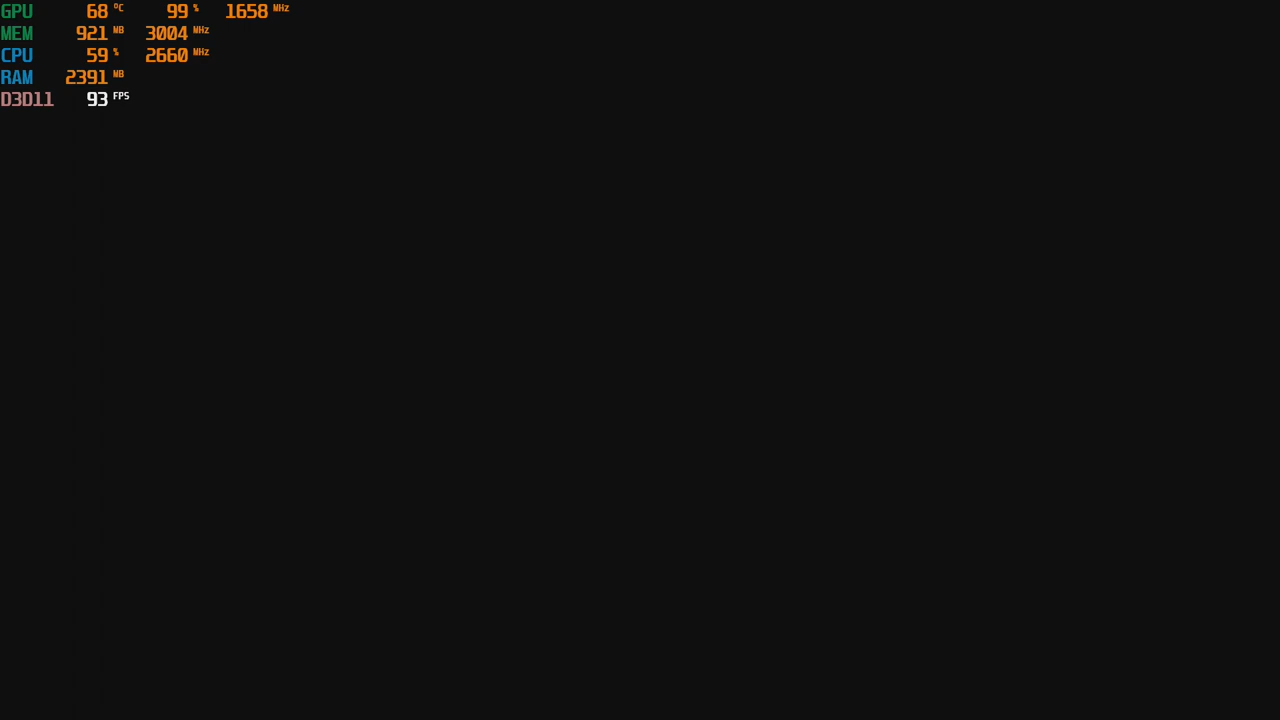 GPU 68 °C 99 % 1658 MHz
MEM 921 MB 3004 MHz
CPU 59 % 2660 MHz
RAM 2391 MB
D3D11 93 FPS